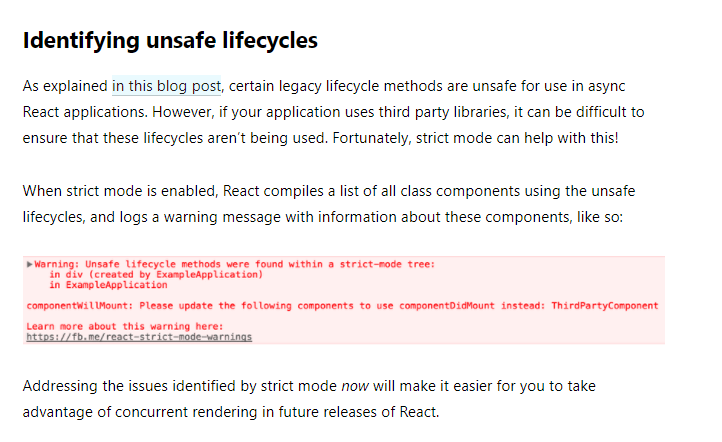 Identifying unsafe lifecycles
As explained in this blog post, certain legacy lifecycle methods are unsafe for use in async
React applications. However, if your application uses third party libraries, it can be difficult to
ensure that these lifecycles aren't being used. Fortunately, strict mode can help with this!
When strict mode is enabled, React compiles a list of all class components using the unsafe
lifecycles, and logs a warning message with information about these components, like so:
▶Warning: Unsafe lifecycle methods were found within a strict-mode tree:
in div (created by ExampleApplication)
in ExampleApplication
componentWillMount: Please update the following components to use componentDidMount instead: ThirdPartyComponent
Learn more about this warning here:
https://fb.me/react-strict-mode-warnings
Addressing the issues identified by strict mode now will make it easier for you to take
advantage of concurrent rendering in future releases of React.